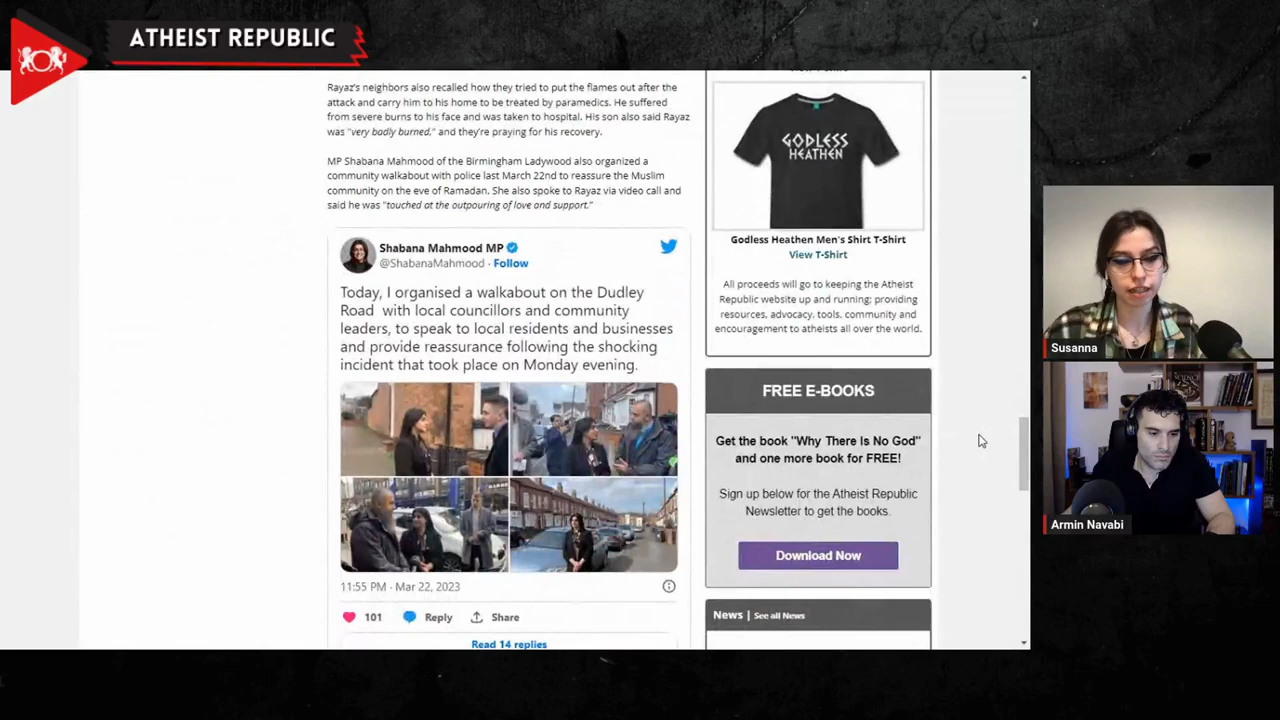 ATHEIST REPUBLIC
Rayaz's neighbors also recalled how they tried to put the flames out after the
attack and carry him to his home to be treated by paramedics. He suffered
from severe burns to his face and was taken to hospital. His son also said Rayaz
was "very badly burned," and they're praying for his recovery.
MP Shabana Mahmood of the Birmingham Ladywood also organized a
community walkabout with police last March 22nd to reassure the Muslim
community on the eve of Ramadan. She also spoke to Rayaz via video call and
said he was "touched at the outpouring of love and support."
Shabana Mahmood MP
@ShabanaMahmood · Follow
Today, I organised a walkabout on the Dudley
Road with local councillors and community
leaders, to speak to local residents and businesses
and provide reassurance following the shocking
incident that took place on Monday evening.
11:55 PM · Mar 22, 2023
101 Reply Share
Read 14 replies
GODLESS
HEATHEN
Godless Heathen Men's Shirt T-Shirt
View T-Shirt
All proceeds will go to keeping the Atheist
Republic website up and running; providing
resources, advocacy, tools, community and
encouragement to atheists all over the world.
FREE E-BOOKS
Get the book "Why There Is No God"
and one more book for FREE!
Sign up below for the Atheist Republic
Newsletter to get the books.
Download Now
News | See all News
Susanna
Armin Navabi